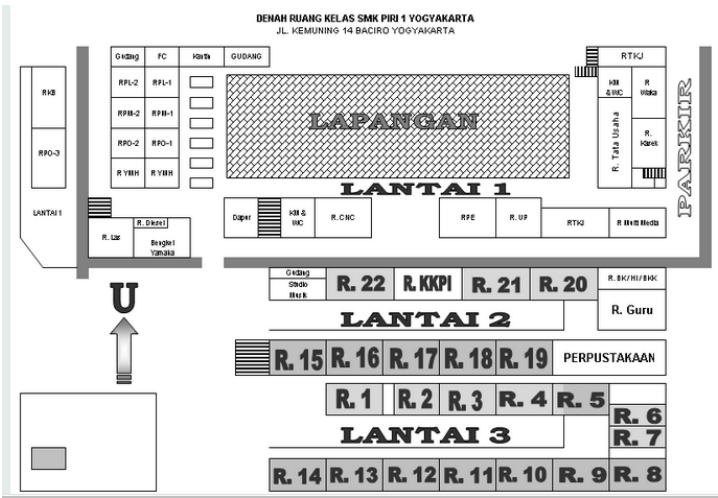 DENAH RUANG KELAS SMK PIRI 1 YOGYAKARTA
JL. KEMUNING 14 BACIRO YOGYAKARTA
Gudang PC Kantin GUDANG
RTKJ
RKB
RPL-2 RPL-1
KM & WC
R. Waka
RPM-2 RPM-1
LAPANGAN
R. Tata Usaha
PARKIR
RPO-3
RPO-2 RPO-1
R. Kasek
R YMH R YMH
LANTAI 1
LANTAI 1
Dapur
KM & WC
R. CNC
RPE
R. UP
RTKJ
R Multi Media
R. Las
R. Diesel
Bengkel Yamaha
Gudang
Studio Musik
R. 22
R. KKPI
R. 21
R. 20
R. BK/HI/BKK
U
LANTAI 2
R. Guru
R. 15 R. 16 R. 17 R. 18 R. 19 PERPUSTAKAAN
R. 1 R. 2 R. 3 R. 4 R. 5
R. 6
LANTAI 3
R. 7
R. 14 R. 13 R. 12 R. 11 R. 10 R. 9 R. 8